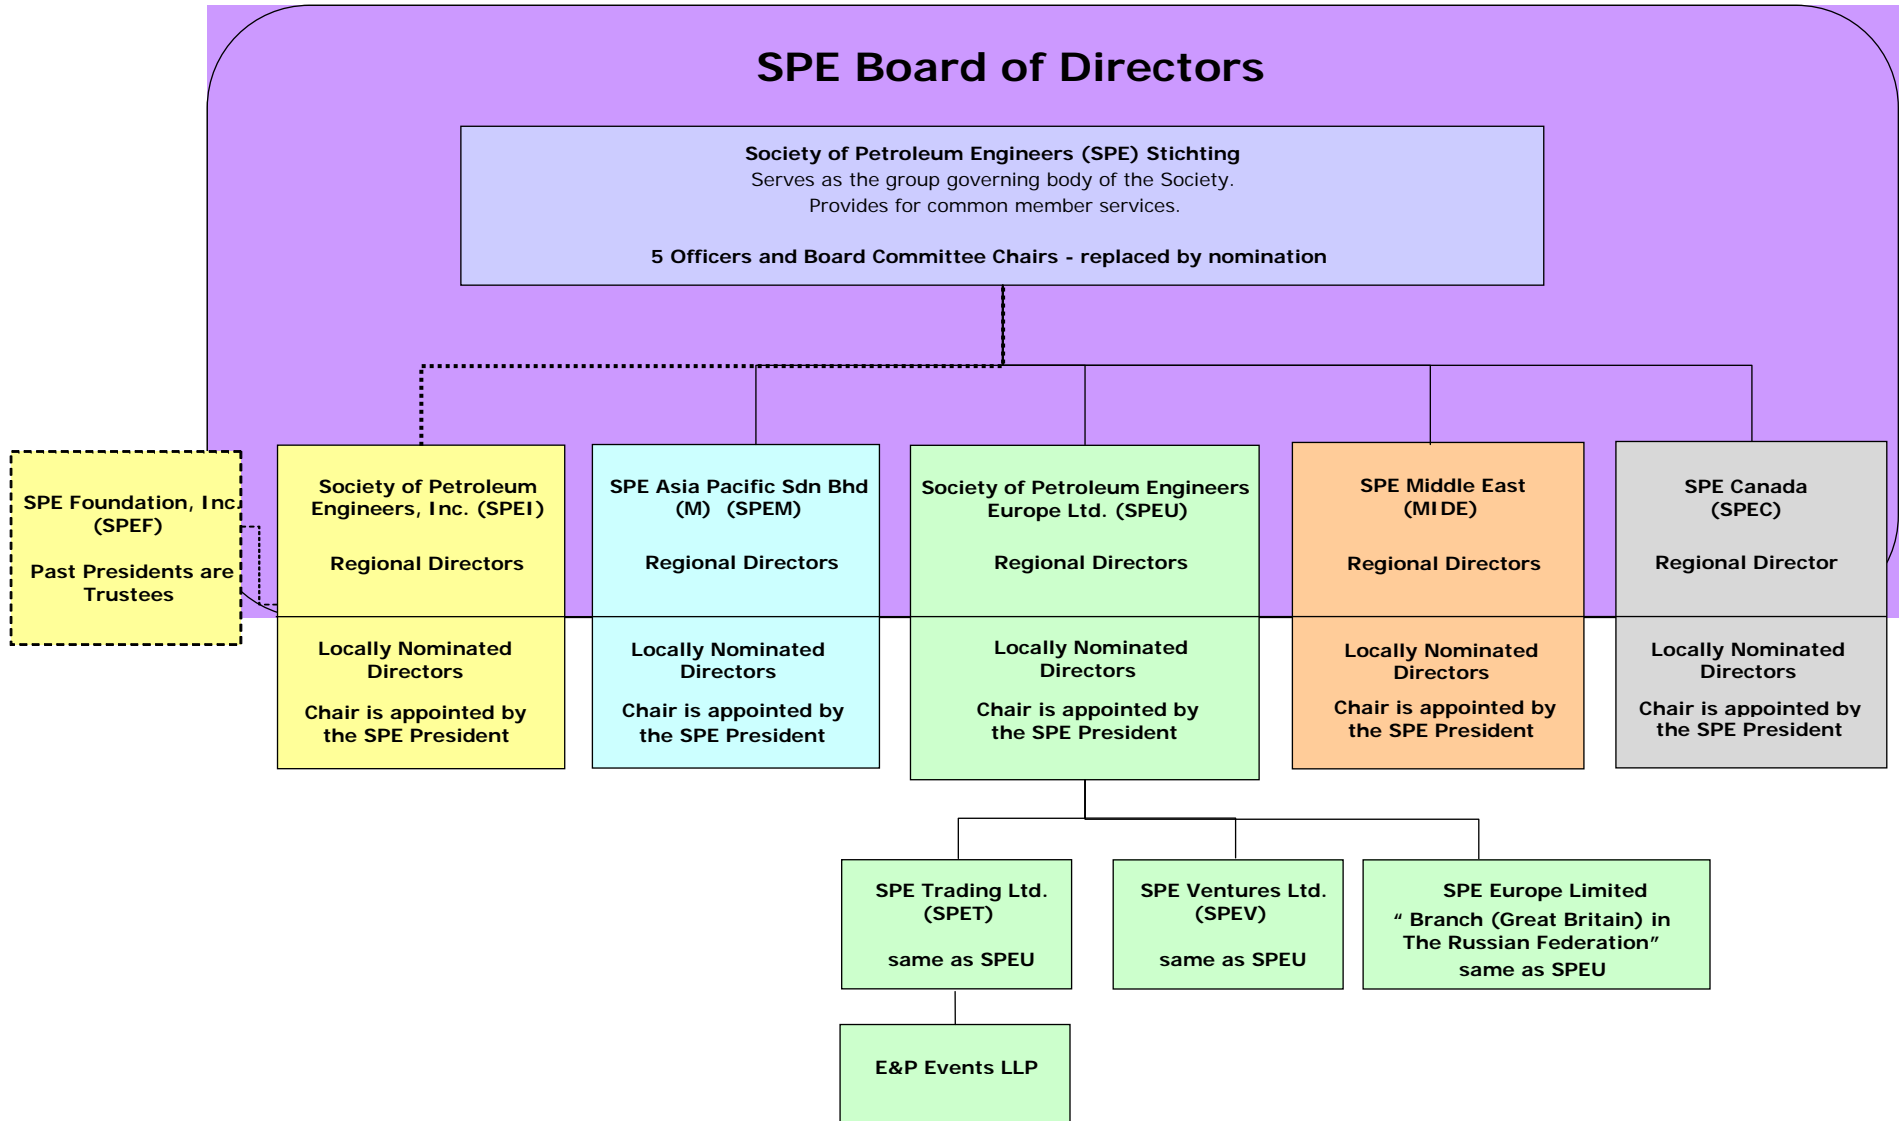 SPE Board of Directors
Society of Petroleum Engineers (SPE) Stichting
Serves as the group governing body of the Society.
Provides for common member services.
5 Officers and Board Committee Chairs - replaced by nomination
SPE Foundation, Inc.
(SPEF)
Past Presidents are
Trustees
Society of Petroleum
Engineers, Inc. (SPEI)
Regional Directors
Locally Nominated
Directors
Chair is appointed by
the SPE President
SPE Asia Pacific Sdn Bhd
(M) (SPEM)
Regional Directors
Locally Nominated
Directors
Chair is appointed by
the SPE President
Society of Petroleum Engineers
Europe Ltd. (SPEU)
Regional Directors
Locally Nominated
Directors
Chair is appointed by
the SPE President
SPE Middle East
(MIDE)
Regional Directors
Locally Nominated
Directors
Chair is appointed by
the SPE President
SPE Canada
(SPEC)
Regional Director
Locally Nominated
Directors
Chair is appointed by
the SPE President
SPE Trading Ltd.
(SPET)
same as SPEU
SPE Ventures Ltd.
(SPEV)
same as SPEU
SPE Europe Limited
“ Branch (Great Britain) in
The Russian Federation”
same as SPEU
E&P Events LLP